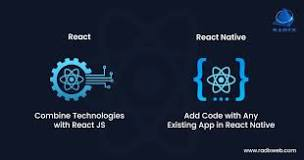 RADIX
React
React Native
Combine Technologies
with React JS
Add Code with Any
Existing App in React Native
www.radixweb.com